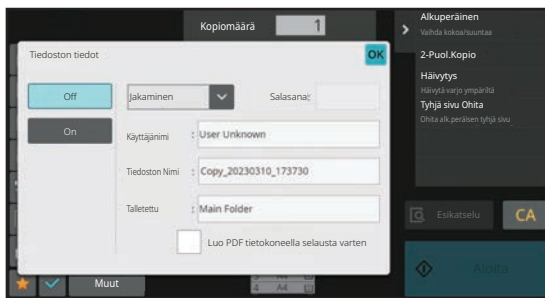 Kopiomäärä 1
Alkuperäinen
Vaihda kokoa/suuntaa
2-Puol.Kopio
Häivytys
Häivytä varjo ympäriltä
Tyhjä sivu Ohita
Ohita alk.peräisen tyhjä sivu
Tiedoston tiedot OK
Off
On
Jakaminen
Salasana:
Käyttäjänimi : User Unknown
Tiedoston Nimi : Copy_20230310_173730
Talletettu : Main Folder
Luo PDF tietokoneella selausta varten
Esikatselu
CA
Aloita
Muut
4 A4